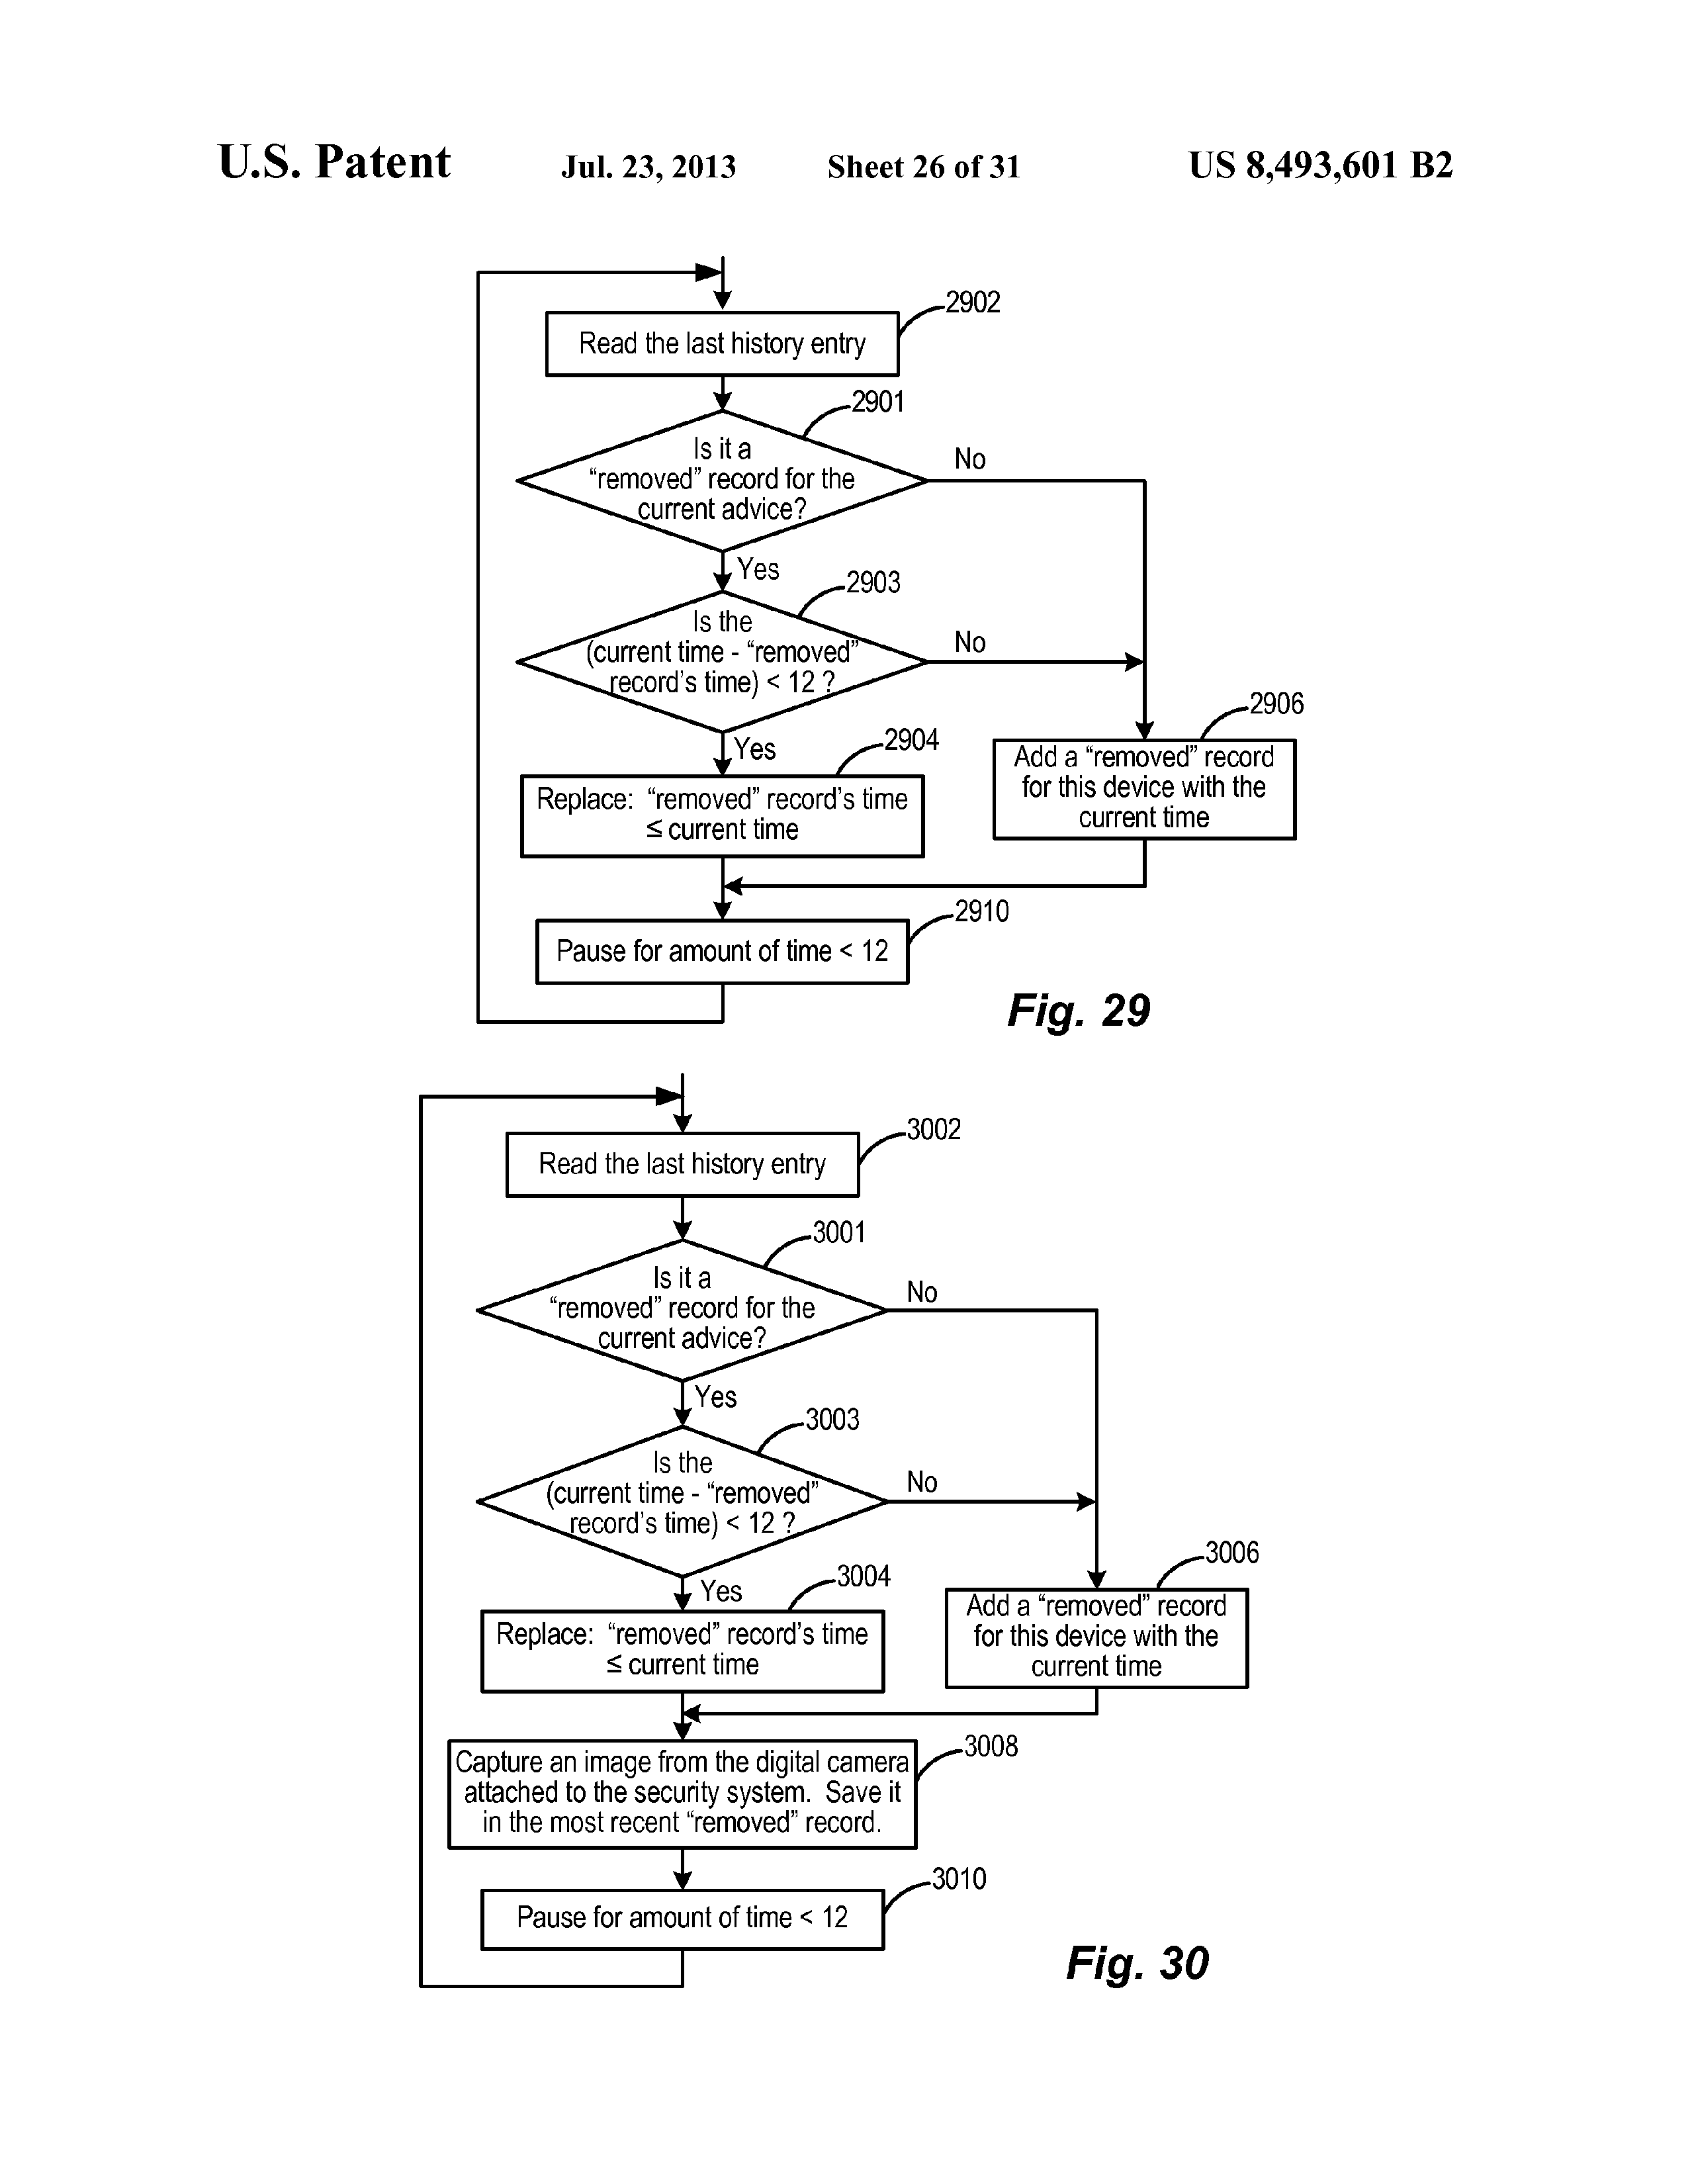 U.S. Patent Jul. 23, 2013 Sheet 26 of 31 US 8,493,601 B2
2902
Read the last history entry
2901
Is it a
“removed” record for the
current advice?
No
Yes
2903
Is the
(current time - “removed”
record’s time) < 12 ?
No
Yes
2904
Replace: “removed” record’s time
≤ current time
2906
Add a “removed” record
for this device with the
current time
2910
Pause for amount of time < 12
Fig. 29
3002
Read the last history entry
3001
Is it a
“removed” record for the
current advice?
No
Yes
3003
Is the
(current time - “removed”
record’s time) < 12 ?
No
Yes
3004
Replace: “removed” record’s time
≤ current time
3006
Add a “removed” record
for this device with the
current time
3008
Capture an image from the digital camera
attached to the security system. Save it
in the most recent “removed” record.
3010
Pause for amount of time < 12
Fig. 30